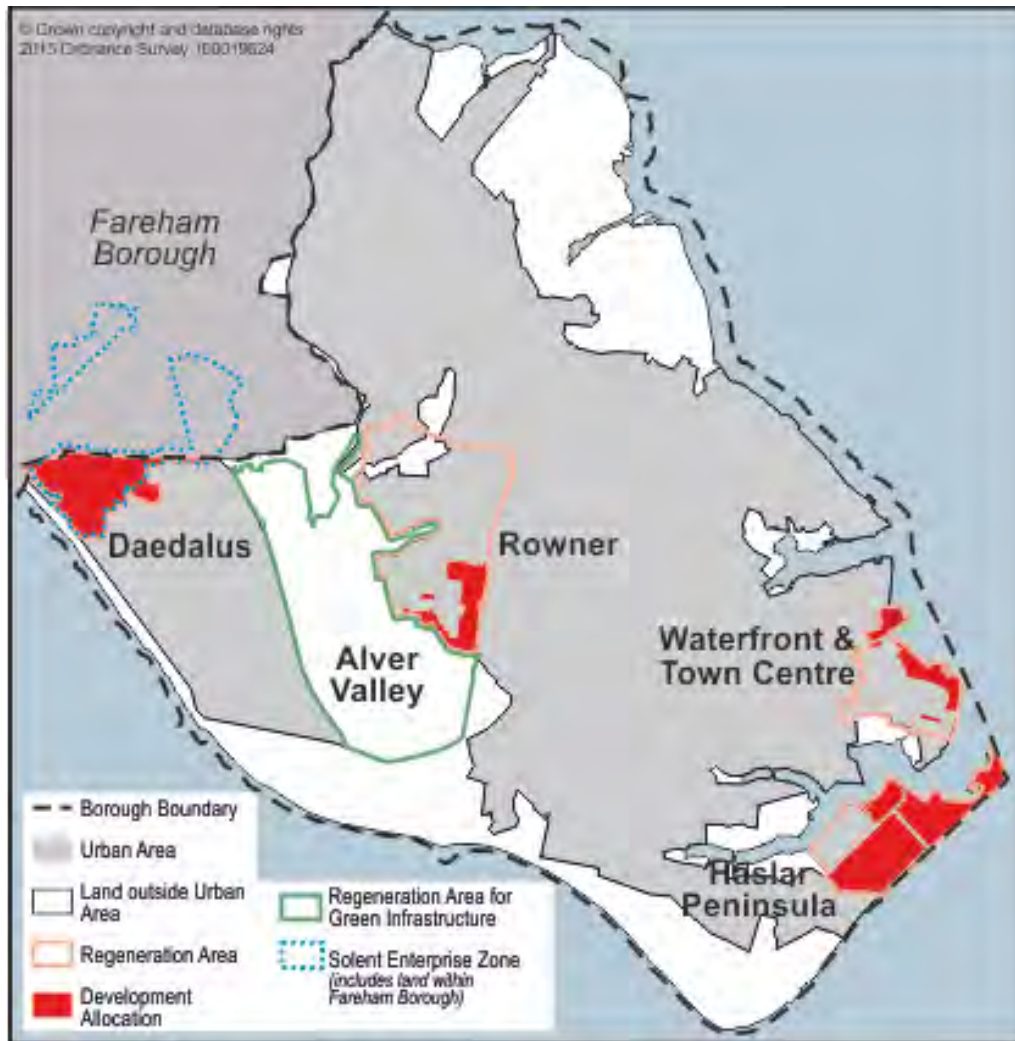 © Crown copyright and database rights
2015 Ordnance Survey 100019624
Fareham
Borough
Daedalus
Rowner
Alver
Valley
Waterfront &
Town Centre
Haslar
Peninsula
Borough Boundary
Urban Area
Land outside Urban
Area
Regeneration Area
Development
Allocation
Regeneration Area for
Green Infrastructure
Solent Enterprise Zone
(includes land within
Fareham Borough)